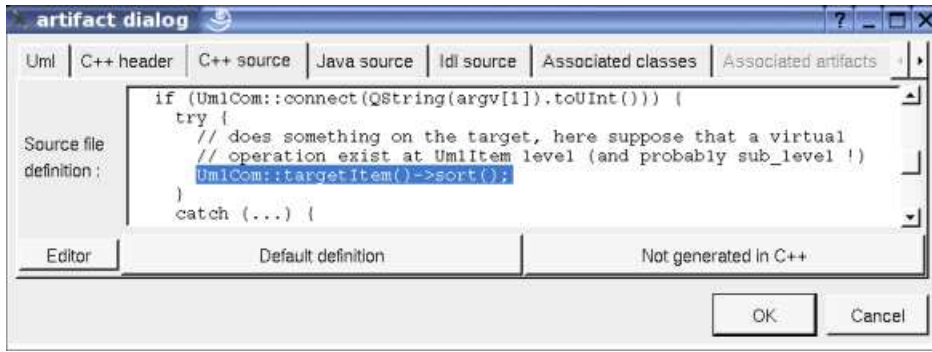 artifact dialog
Uml C++ header C++ source Java source Idl source Associated classes Associated artifacts
if (UmlCom::connect(QString(argv[1]).toUInt())) {
try {
// does something on the target, here suppose that a virtual
// operation exist at UmlItem level (and probably sub_level !)
UmlCom::targetItem()->sort();
}
catch (...) {
Source file
definition :
Editor Default definition Not generated in C++
OK Cancel